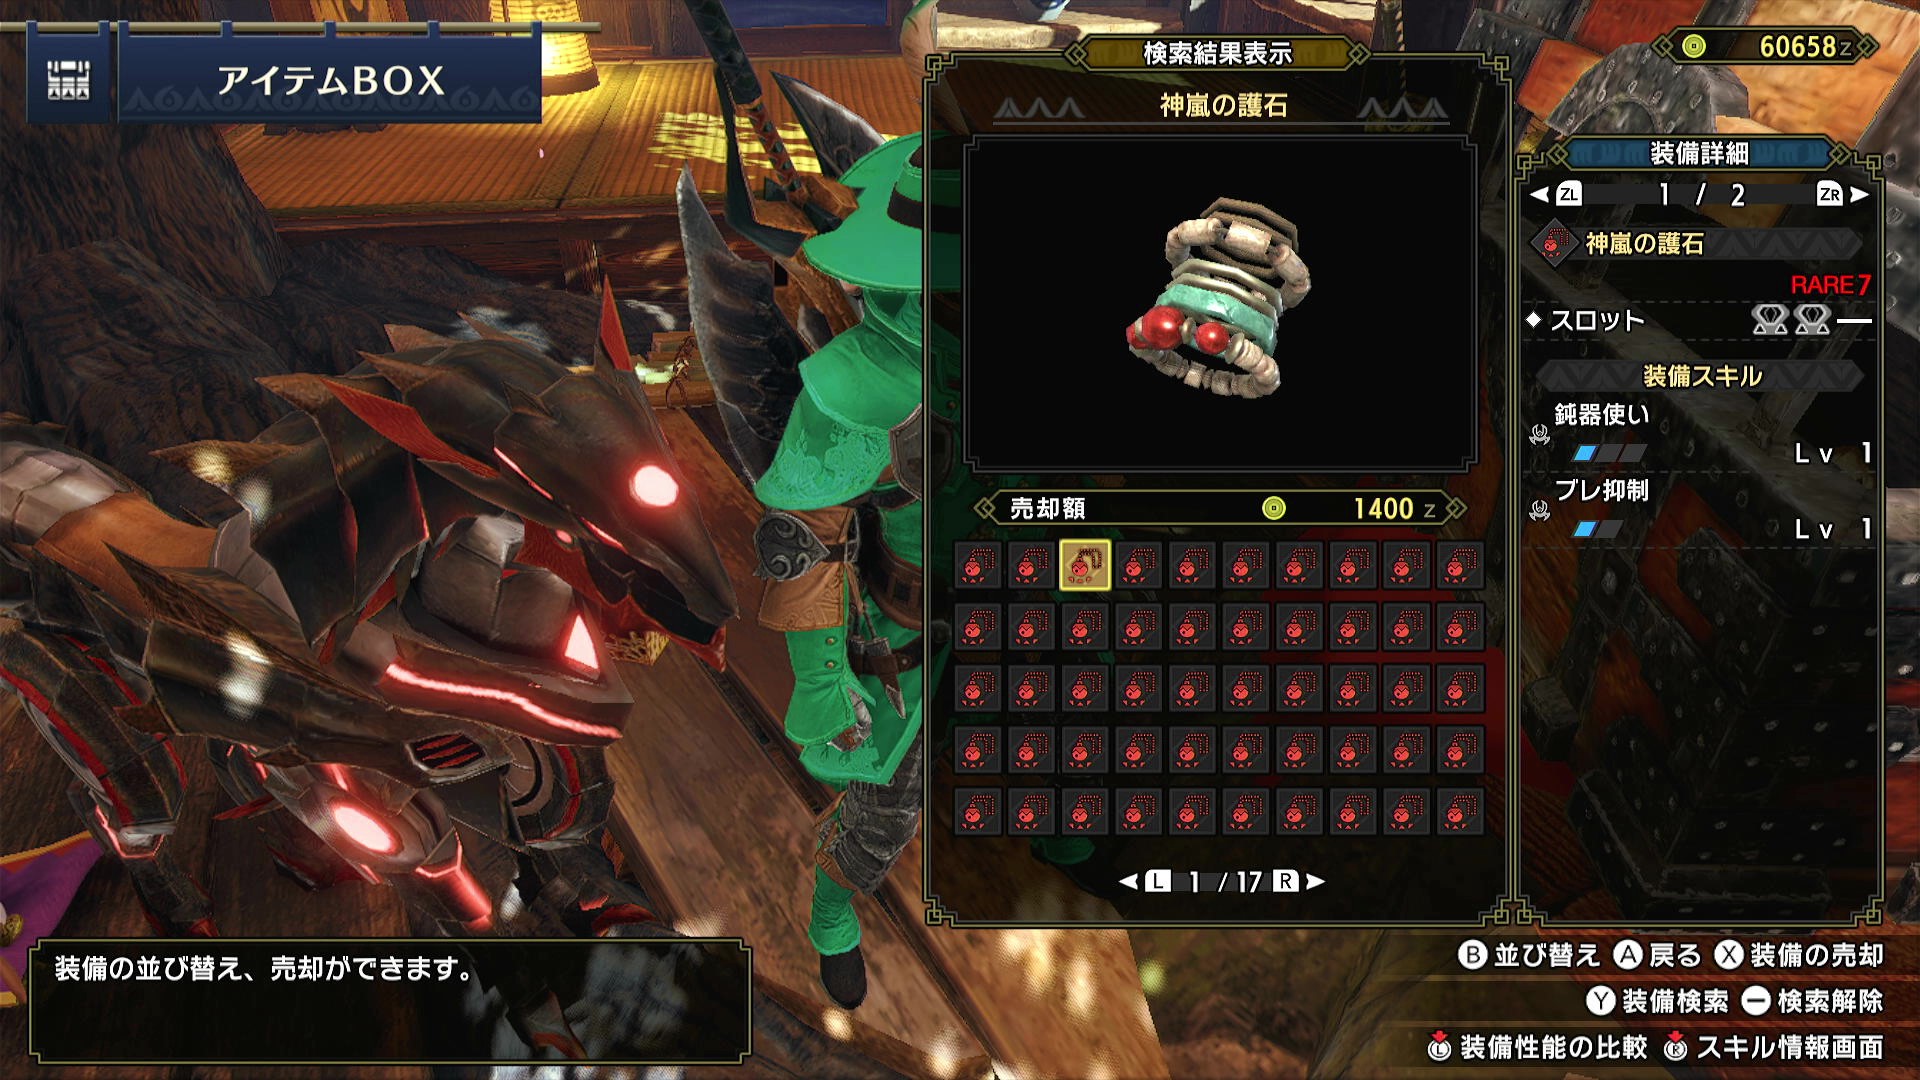 アイテムBOX
検索結果表示
神嵐の護石
売却額 1400 z
L 1 / 17 R
60658 z
装備詳細
ZL 1 / 2 ZR
神嵐の護石
RARE 7
スロット
装備スキル
鈍器使い
Lv 1
ブレ抑制
Lv 1
装備の並び替え、売却ができます。
B 並び替え A 戻る X 装備の売却
Y 装備検索 - 検索解除
L 装備性能の比較 R スキル情報画面